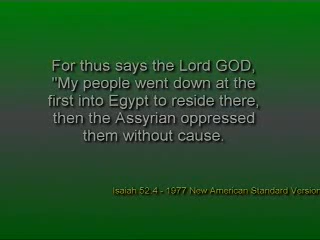 For thus says the Lord GOD,
"My people went down at the
first into Egypt to reside there,
then the Assyrian oppressed
them without cause.
Isaiah 52:4 - 1977 New American Standard Version